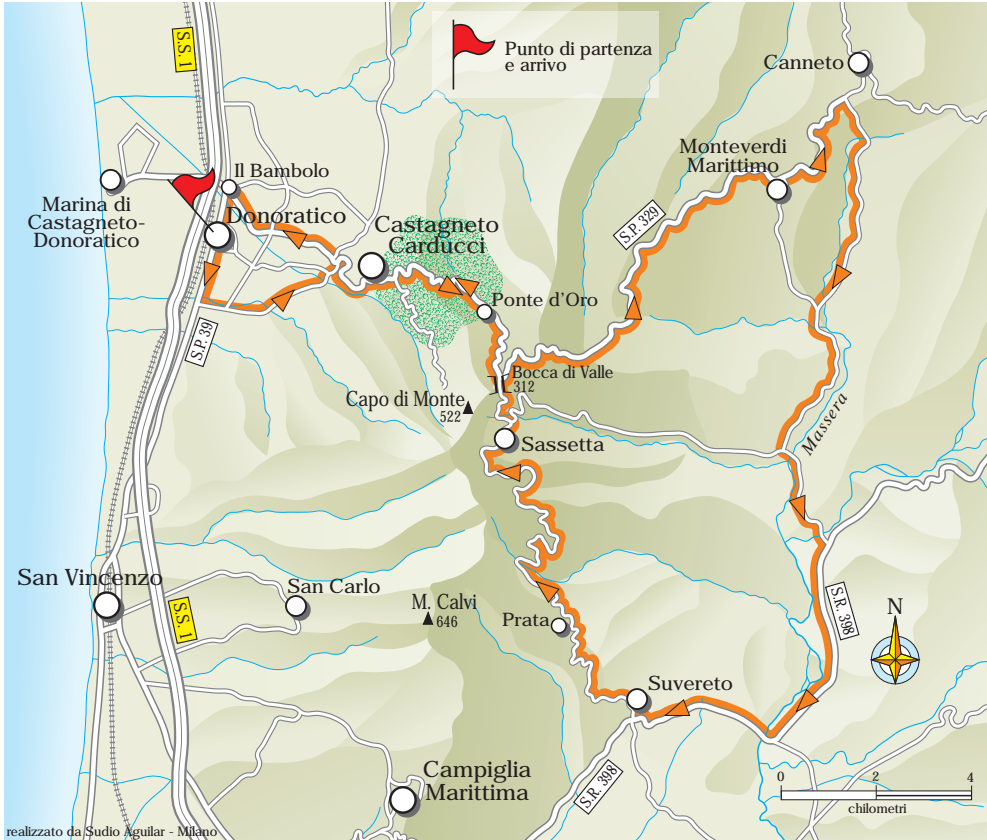 S.S. 1
Punto di partenza
e arrivo
Canneto
Monteverdi
Marittimo
Il Bambolo
Marina di
Castagneto-
Donoratico
Donoratico
Castagneto
Carducci
S.P. 329
Ponte d'Oro
S.P. 39
Bocca di Valle
312
Capo di Monte
522
Massera
Sassetta
San Vincenzo
San Carlo
S.S. 1
M. Calvi
646
Prata
S.R. 398
N
Suvereto
S.R. 398
Campiglia
Marittima
0 2 4
chilometri
realizzato da Sudio Aguilar - Milano